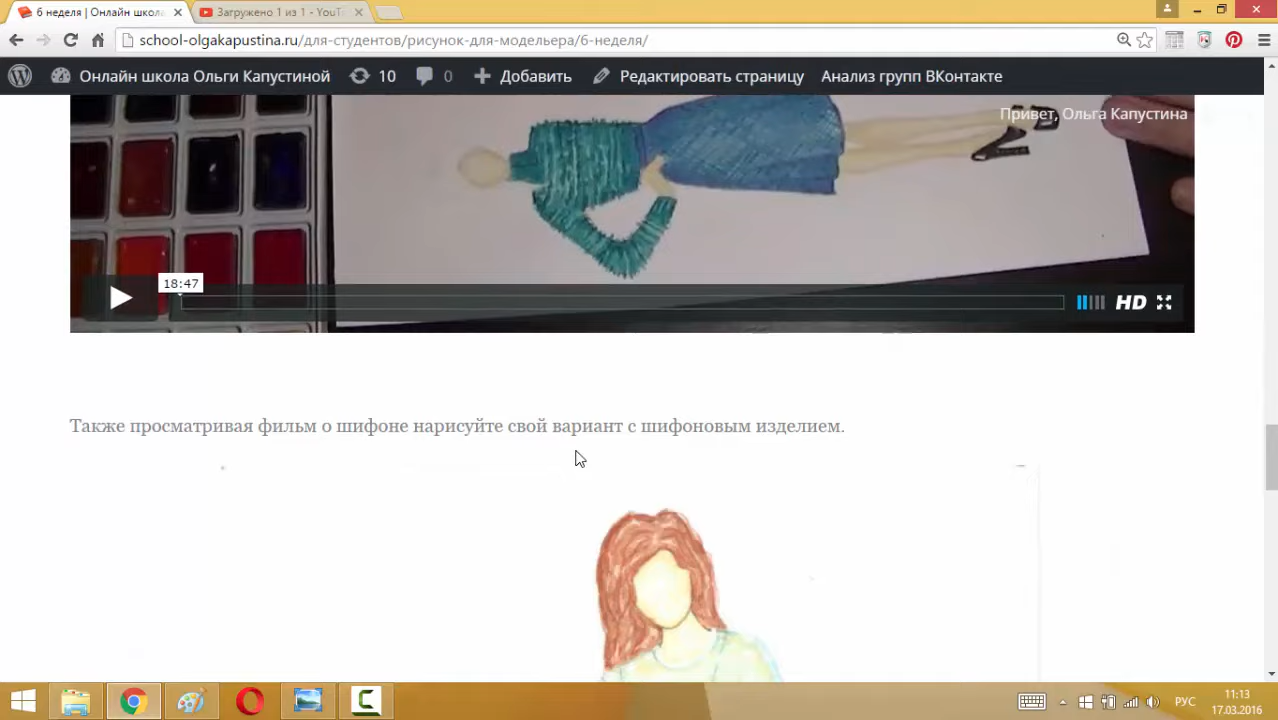 6 неделя | Онлайн школа
Загружено 1 из 1 - YouT
school-olgakapustina.ru/для-студентов/рисунок-для-модельера/6-неделя/
Онлайн школа Ольги Капустиной 10 0 Добавить Редактировать страницу Анализ групп ВКонтакте
Привет, Ольга Капустина
18:47
HD
Также просматривая фильм о шифоне нарисуйте свой вариант с шифоновым изделием.
РУС
11:13
17.03.2016